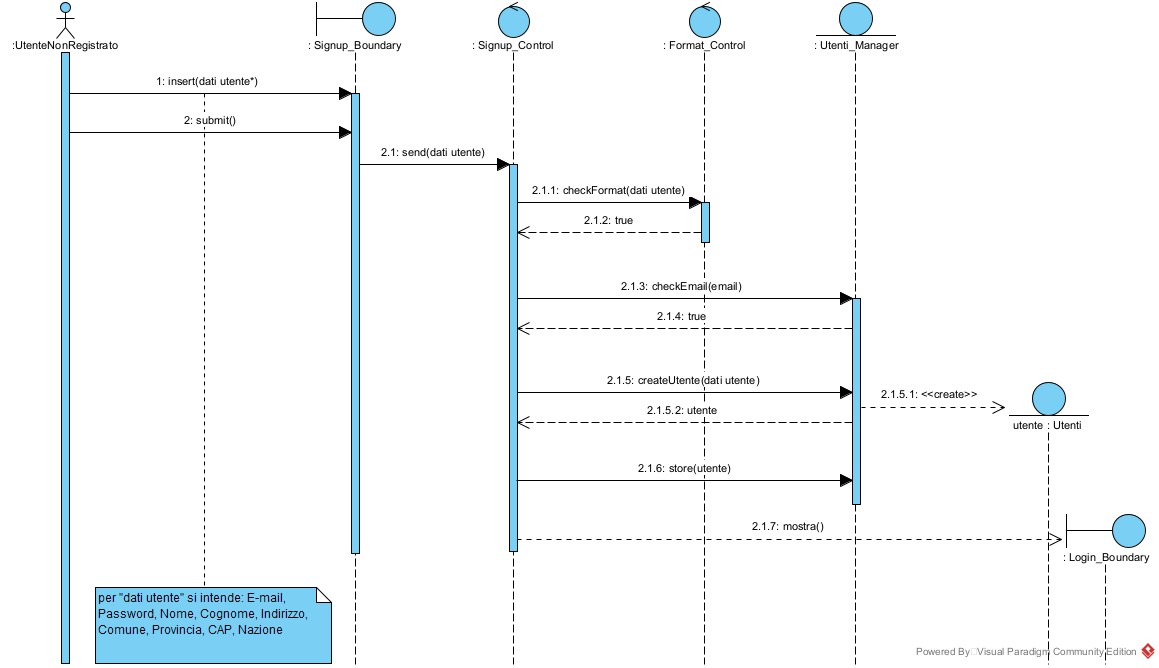 :UtenteNonRegistrato
: Signup_Boundary
: Signup_Control
: Format_Control
: Utenti_Manager
1: insert(dati utente*)
2: submit()
2.1: send(dati utente)
2.1.1: checkFormat(dati utente)
2.1.2: true
2.1.3: checkEmail(email)
2.1.4: true
2.1.5: createUtente(dati utente)
2.1.5.1: <<create>>
2.1.5.2: utente
utente : Utenti
2.1.6: store(utente)
2.1.7: mostra()
: Login_Boundary
per "dati utente" si intende: E-mail,
Password, Nome, Cognome, Indirizzo,
Comune, Provincia, CAP, Nazione
Powered By Visual Paradigm Community Edition